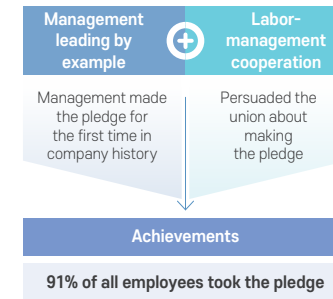 Management
leading by
example
Labor-
management
cooperation
Management made
the pledge for
the first time in
company history
Persuaded the
union about
making
the pledge
Achievements
91% of all employees took the pledge